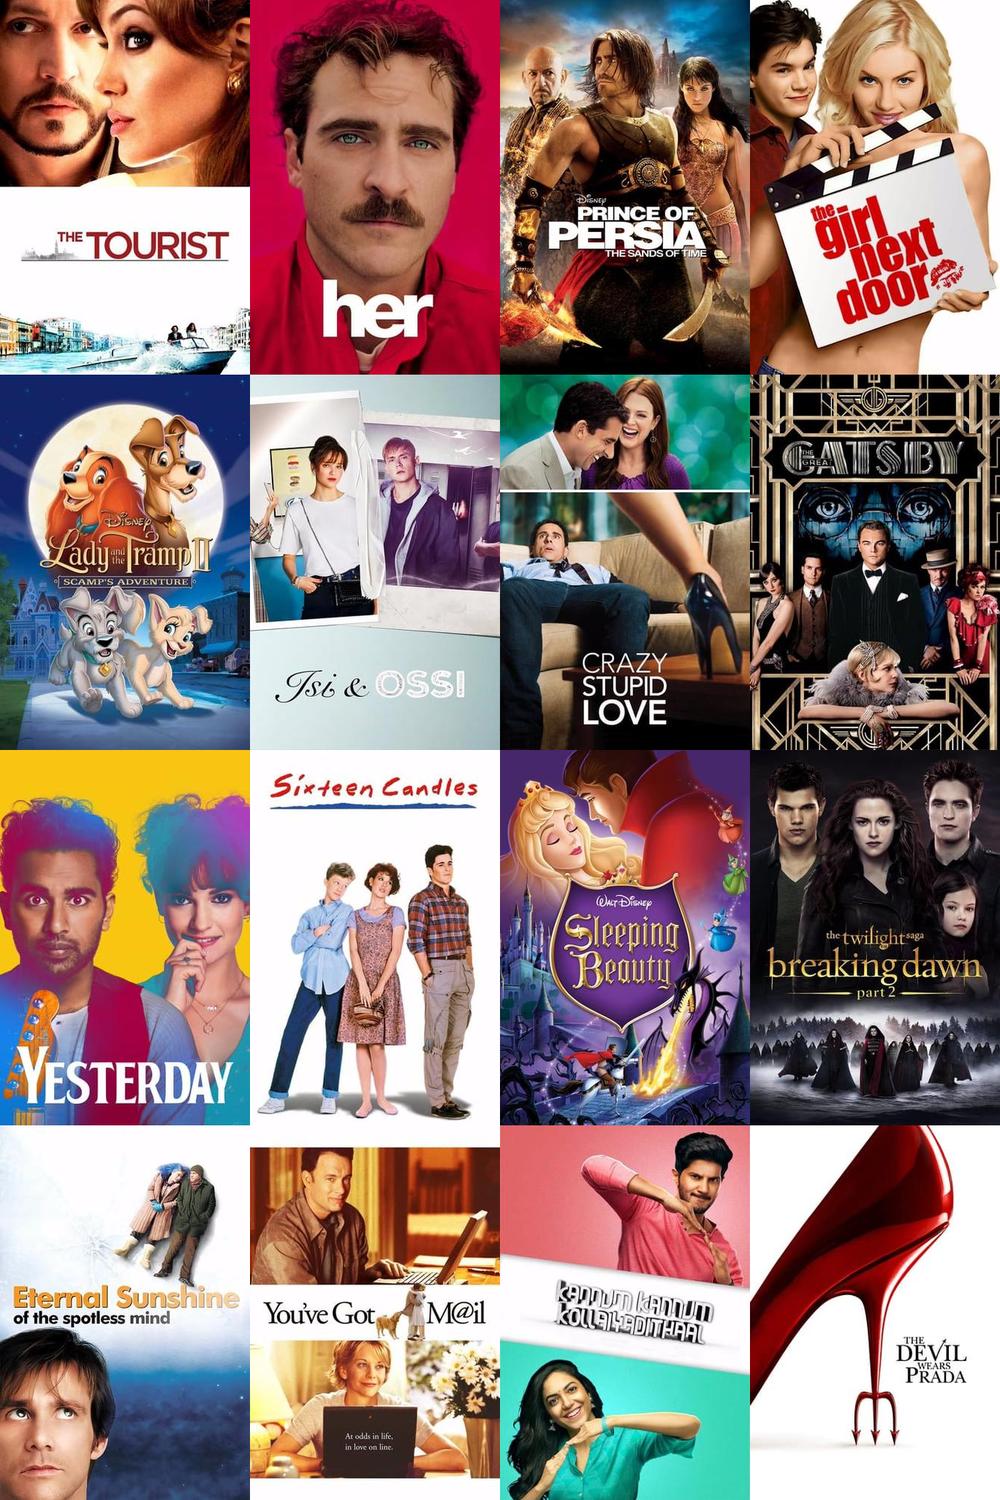 THE TOURIST
her
Disney
PRINCE OF
PERSIA
THE SANDS OF TIME
the
girl
next
door
Disney
Lady and the Tramp II
SCAMP'S ADVENTURE
Isi & OSSI
CRAZY
STUPID
LOVE
JG
THE GREAT
GATSBY
YESTERDAY
Sixteen Candles
Walt Disney
Sleeping
Beauty
the twilight saga
breaking dawn
part 2
Eternal Sunshine
of the spotless mind
You've Got M@il
At odds in life,
in love on line.
KANNUM KANNUM
KOLLAIYADITHAAL
THE
DEVIL
WEARS
PRADA